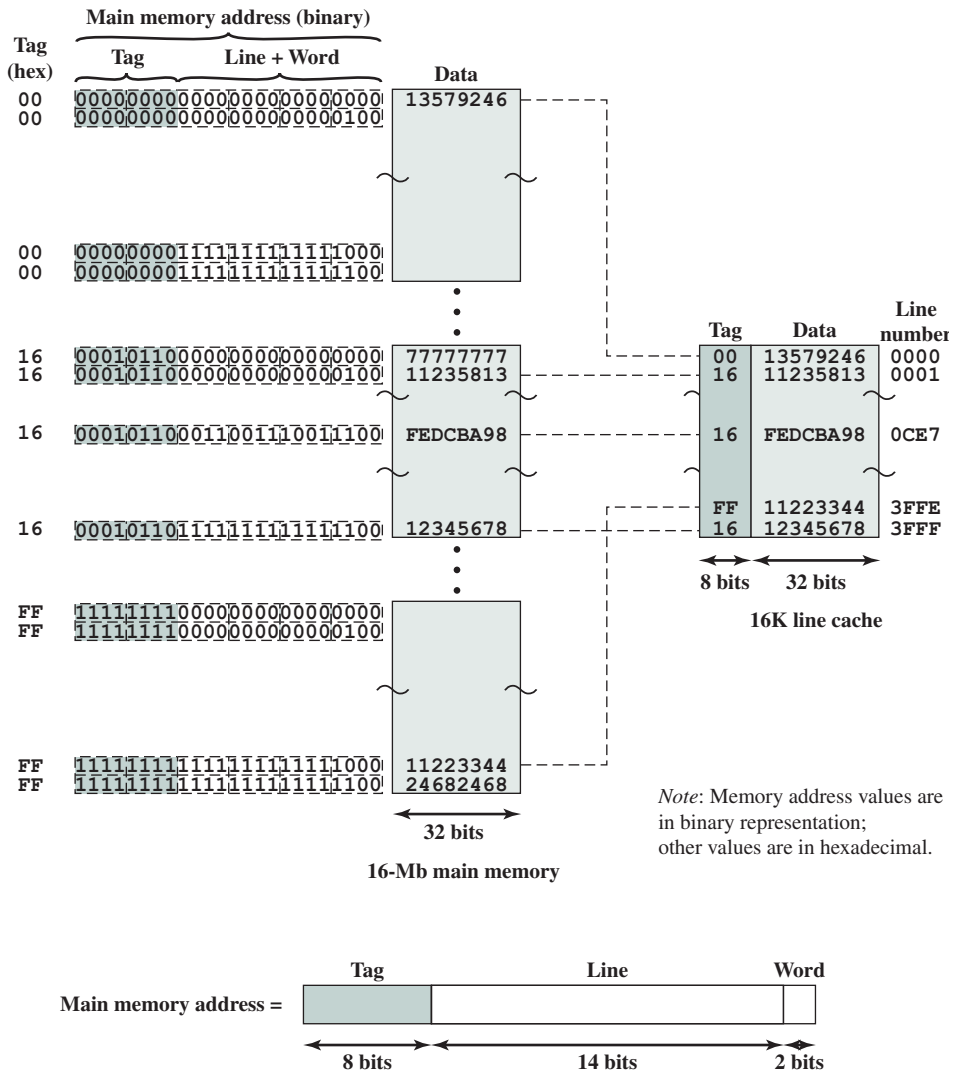 Main memory address (binary)
Tag
(hex)
Tag
Line + Word
Data
00 000000000000000000000000 13579246
00 000000000000000000000100
00 000000001111111111111000
00 000000001111111111111100
16 000101100000000000000000 77777777
16 000101100000000000000100 11235813
16 000101100011001110011100 FEDCBA98
16 000101101111111111111100 12345678
FF 111111110000000000000000
FF 111111110000000000000100
FF 111111111111111111111000 11223344
FF 111111111111111111111100 24682468
32 bits
16-Mb main memory
Line
Tag Data number
00 13579246 0000
16 11235813 0001
16 FEDCBA98 0CE7
FF 11223344 3FFE
16 12345678 3FFF
8 bits 32 bits
16K line cache
Note: Memory address values are
in binary representation;
other values are in hexadecimal.
Tag Line Word
Main memory address =
8 bits 14 bits 2 bits